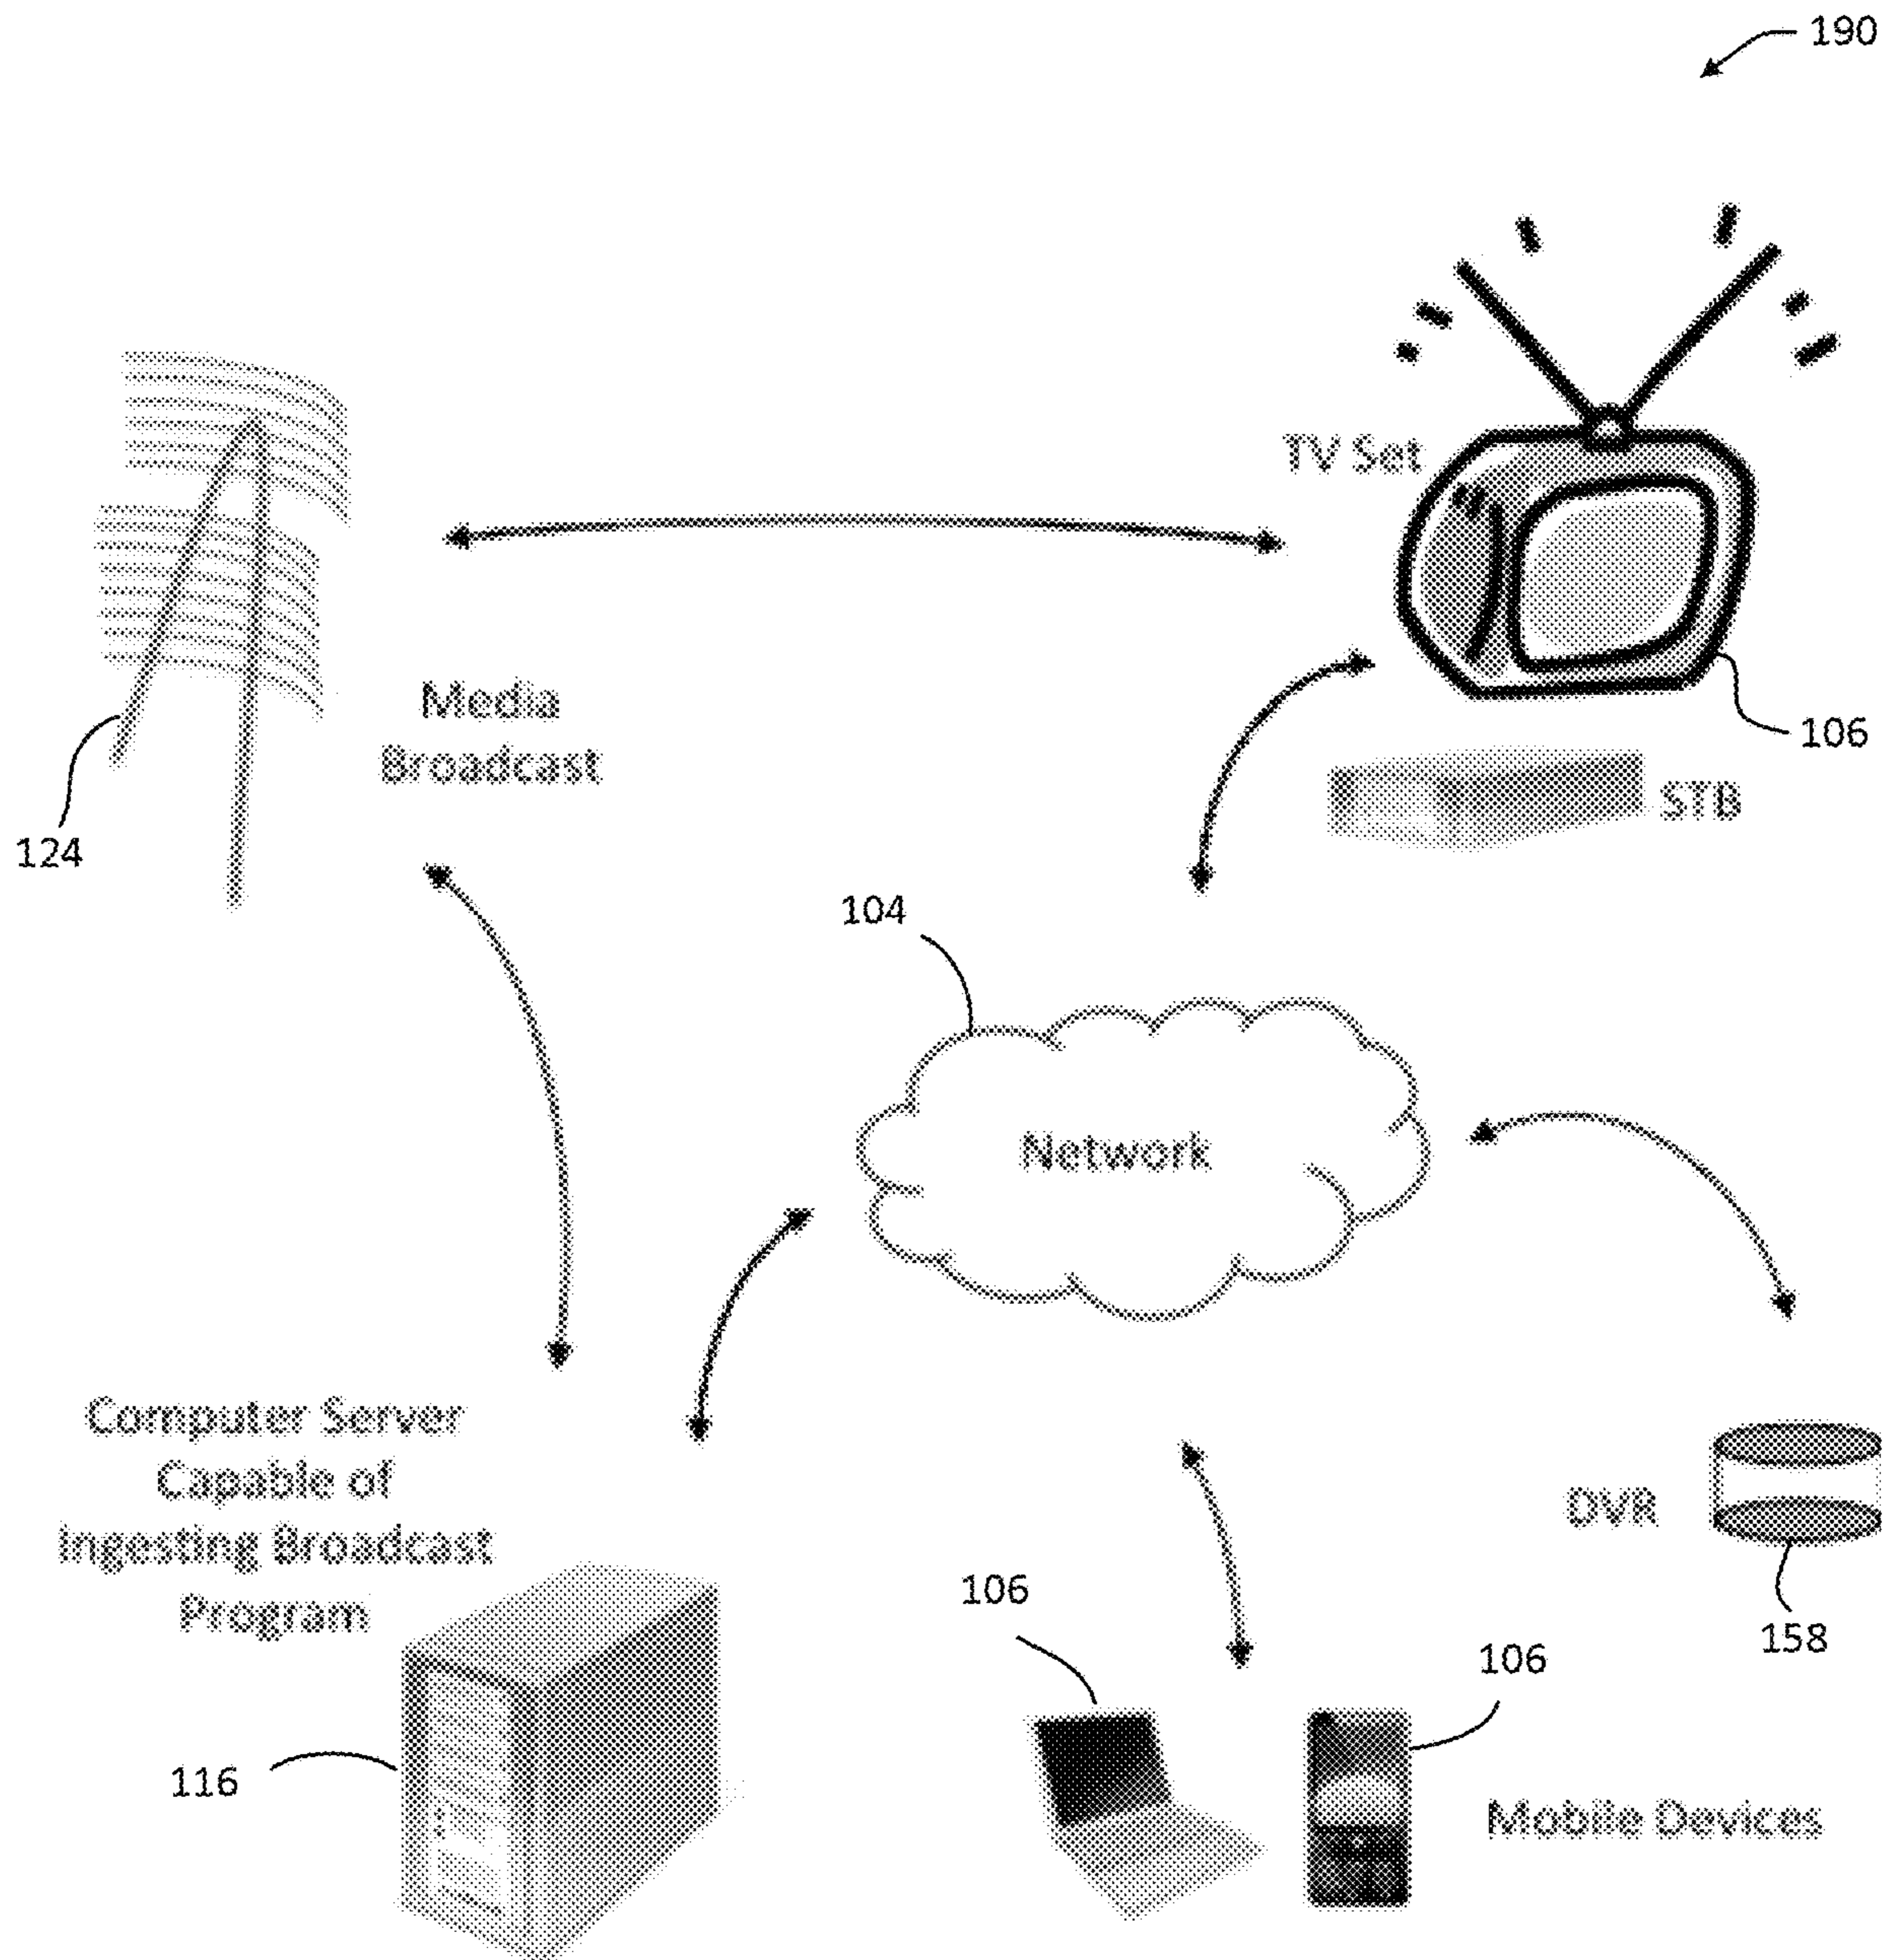 190
TV Set
Media
Broadcast
106
STB
124
104
Network
Computer Server
Capable of
Ingesting Broadcast
Program
DVR
106
158
106
116
Mobile Devices